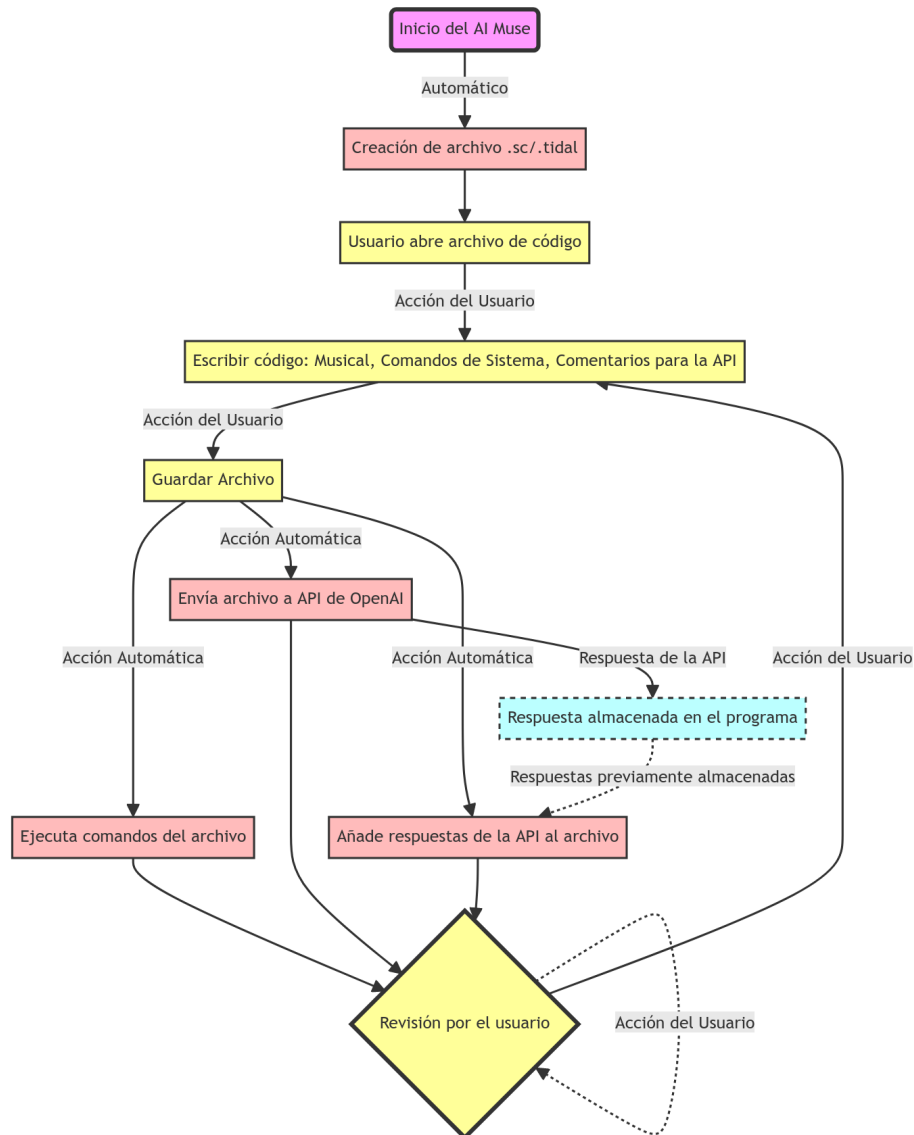 Inicio del AI Muse
Automático
Creación de archivo .sc/.tidal
Usuario abre archivo de código
Acción del Usuario
Escribir código: Musical, Comandos de Sistema, Comentarios para la API
Acción del Usuario
Guardar Archivo
Acción Automática
Envía archivo a API de OpenAI
Acción Automática
Acción Automática
Respuesta de la API
Acción del Usuario
Respuesta almacenada en el programa
Respuestas previamente almacenadas
Ejecuta comandos del archivo
Añade respuestas de la API al archivo
Revisión por el usuario
Acción del Usuario